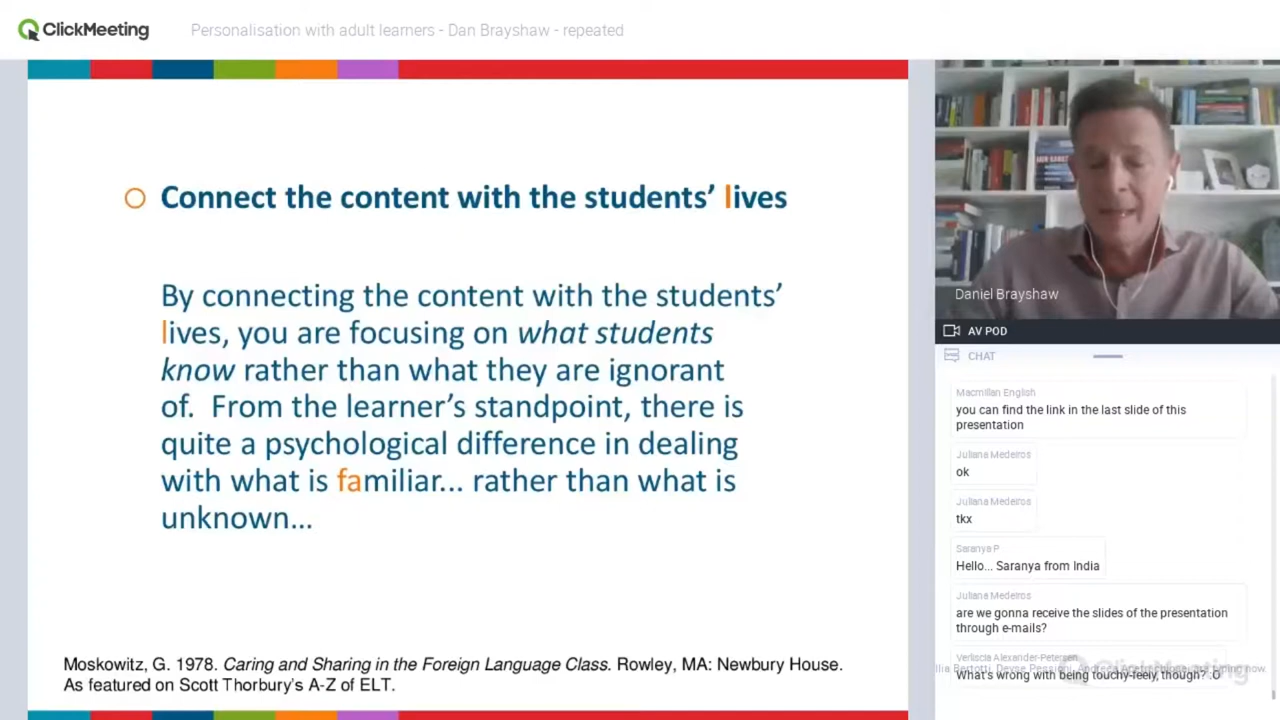 ClickMeeting
Personalisation with adult learners - Dan Brayshaw - repeated
Connect the content with the students’ lives
By connecting the content with the students’
lives, you are focusing on what students
know rather than what they are ignorant
of. From the learner’s standpoint, there is
quite a psychological difference in dealing
with what is familiar... rather than what is
unknown...
Moskowitz, G. 1978. Caring and Sharing in the Foreign Language Class. Rowley, MA: Newbury House.
As featured on Scott Thorbury's A-Z of ELT.
Daniel Brayshaw
AV POD
CHAT
Macmillan English
you can find the link in the last slide of this
presentation
Juliana Medeiros
ok
Juliana Medeiros
tkx
Saranya P
Hello... Saranya from India
Juliana Medeiros
are we gonna receive the slides of the presentation
through e-mails?
Verliscia Alexander-Petersen
What's wrong with being touchy-feely, though? :O
ClickMeeting